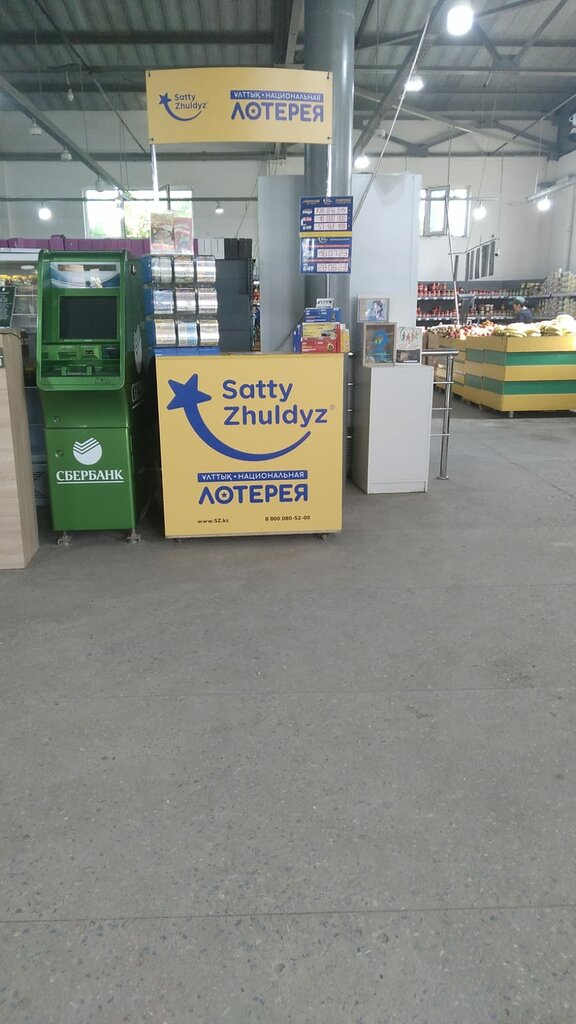 Satty
Zhuldyz®
ҰЛТТЫҚ • НАЦИОНАЛЬНАЯ
ЛОТЕРЕЯ
СБЕРБАНК
Satty
Zhuldyz®
ҰЛТТЫҚ • НАЦИОНАЛЬНАЯ
ЛОТЕРЕЯ
www.SZ.kz
8 800 080-52-00